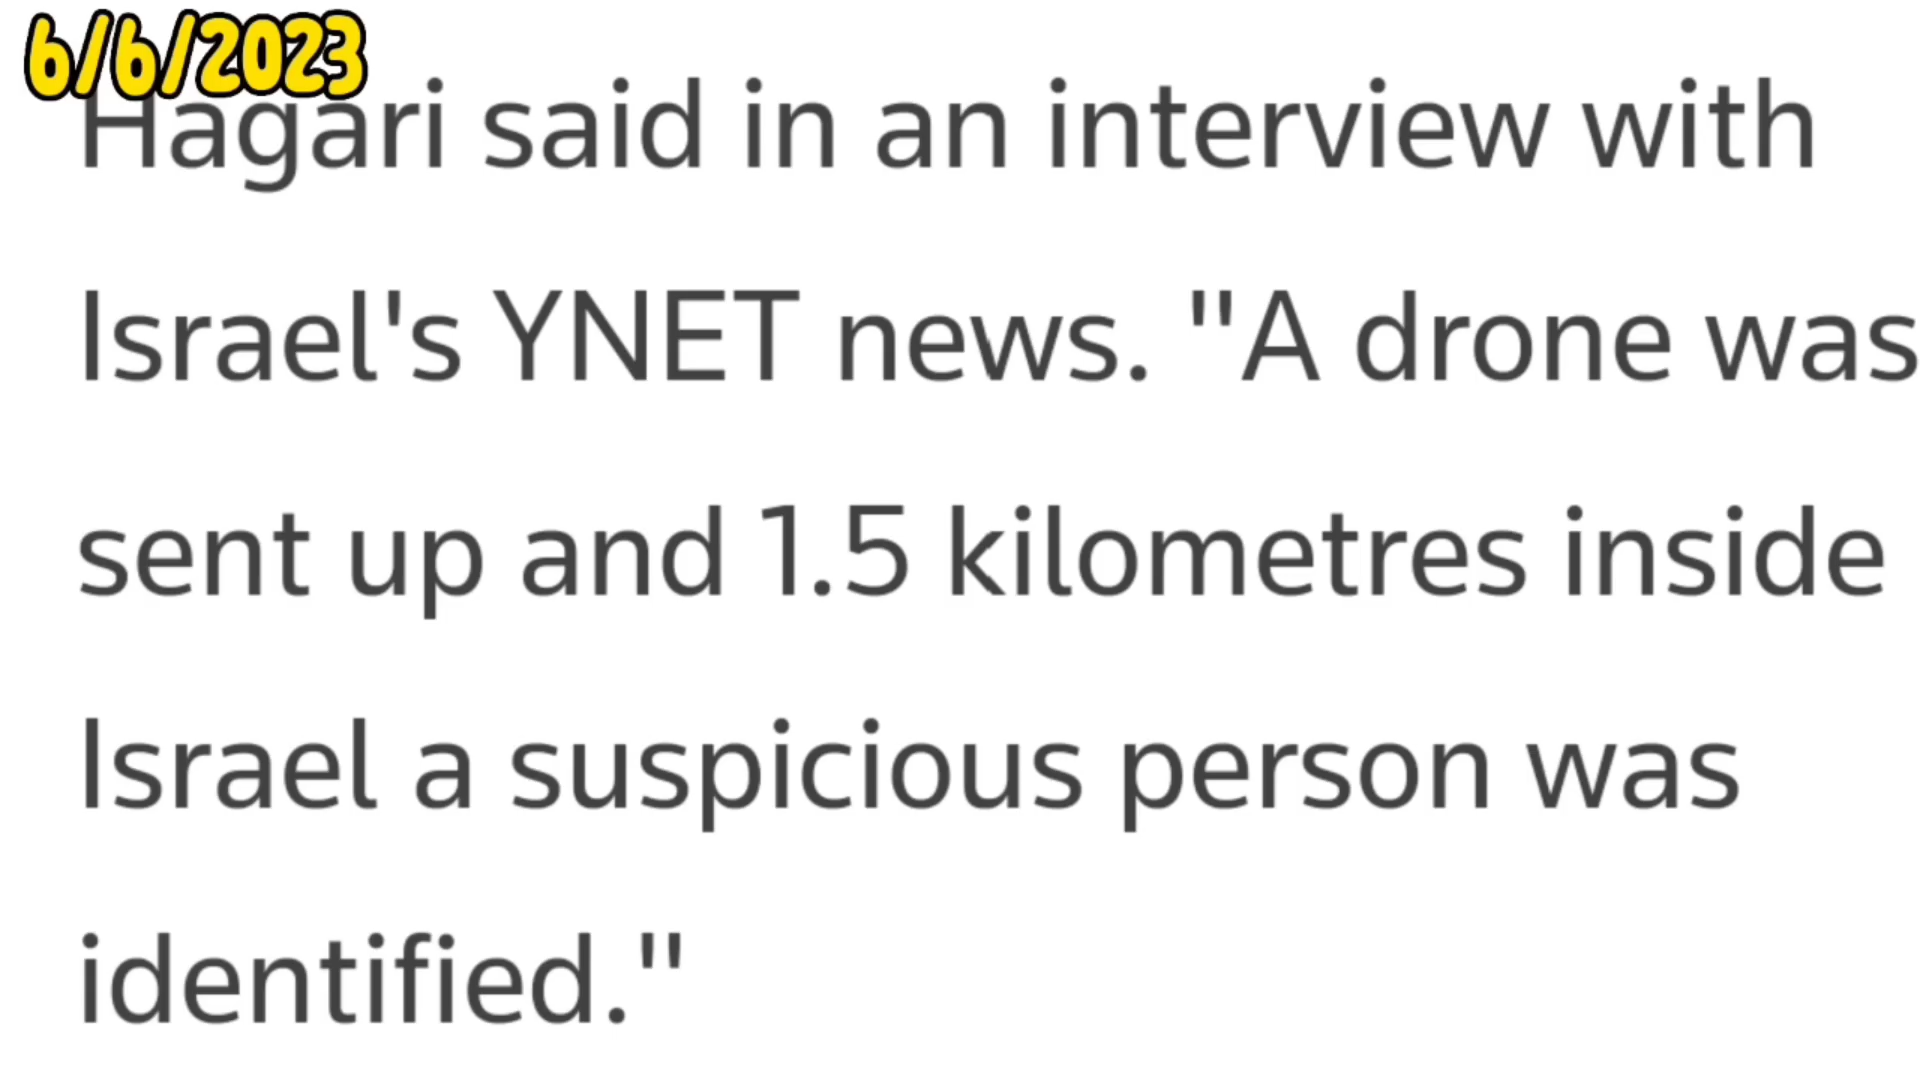 6/6/2023
Hagari said in an interview with
Israel's YNET news. "A drone was
sent up and 1.5 kilometres inside
Israel a suspicious person was
identified."